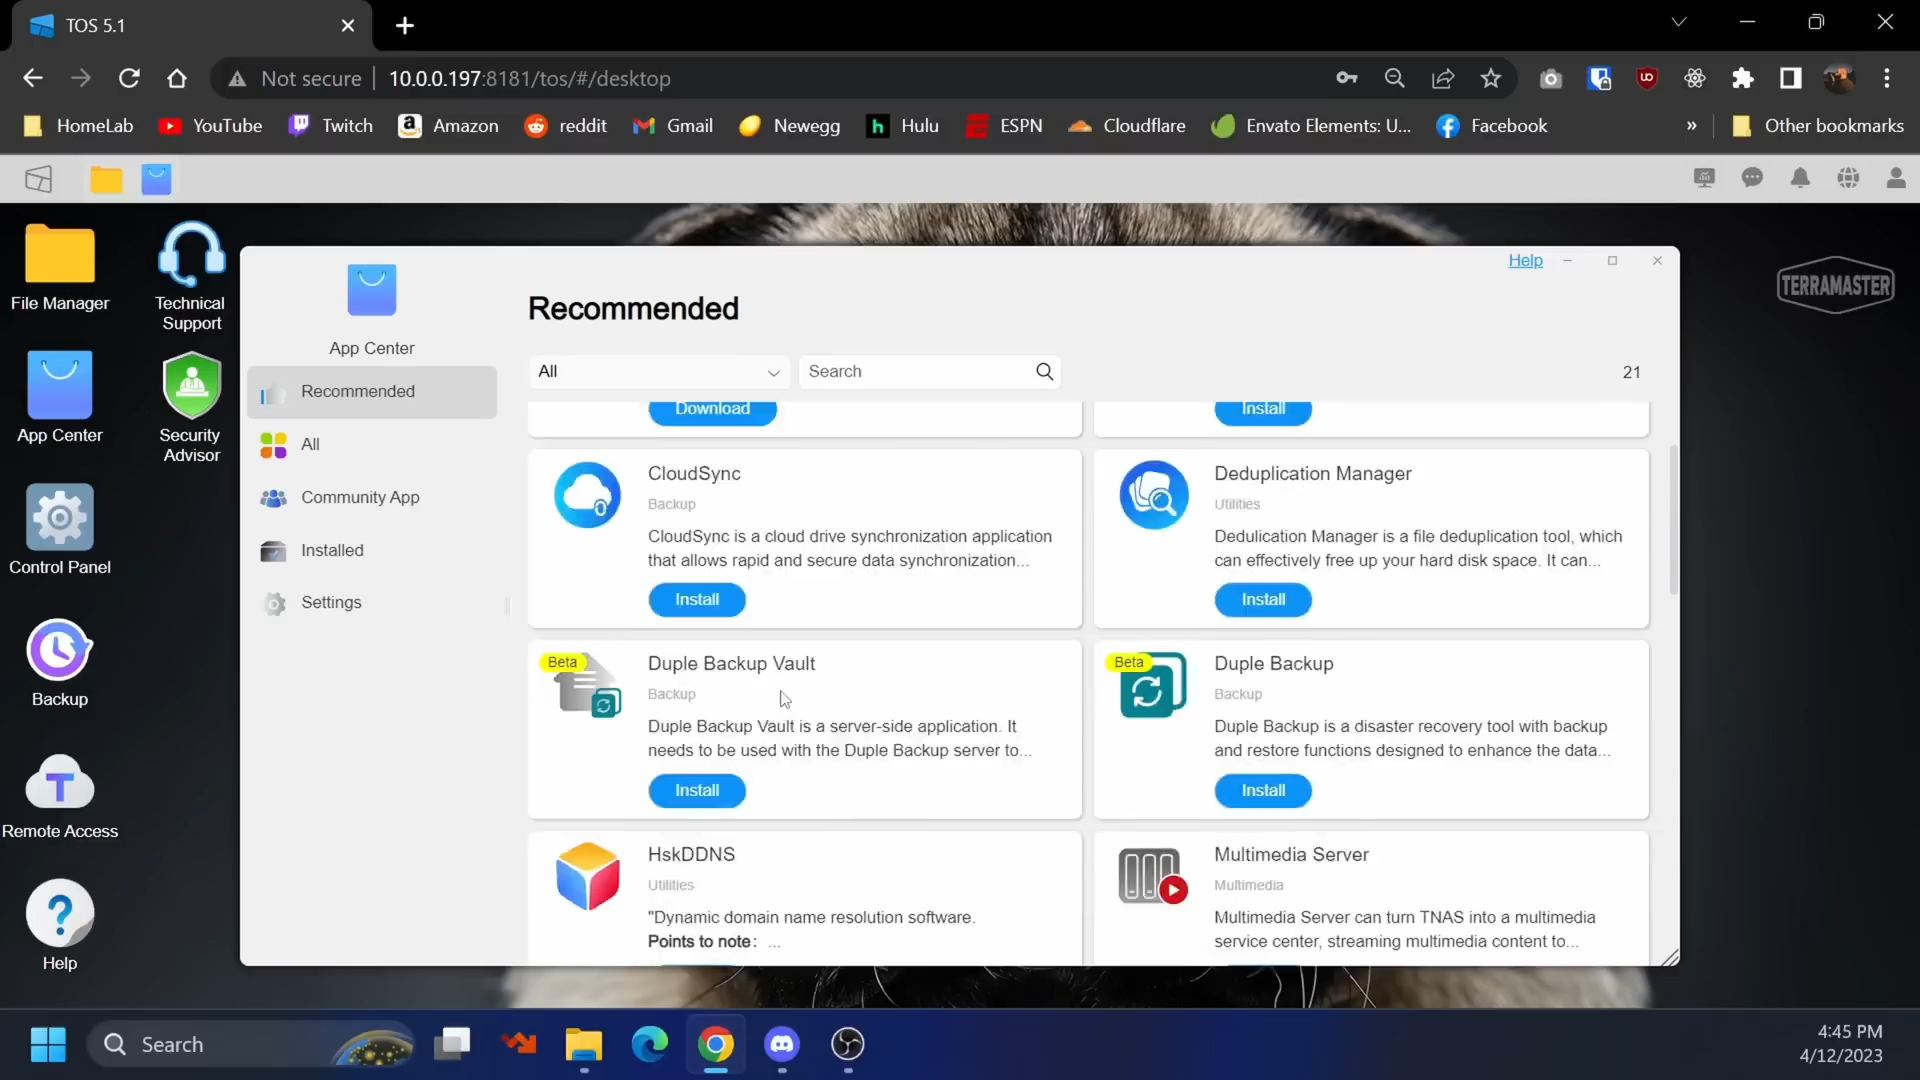 TOS 5.1
Not secure
10.0.0.197:8181/tos/#/desktop
HomeLab
YouTube
Twitch
Amazon
reddit
Gmail
Newegg
Hulu
ESPN
Cloudflare
Envato Elements: U...
Facebook
»
Other bookmarks
File Manager
Technical
Support
App Center
Security
Advisor
Control Panel
Backup
Remote Access
Help
TERRAMASTER
App Center
Recommended
All
Community App
Installed
Settings
Help
Recommended
All
Search
21
Download
Install
CloudSync
Backup
CloudSync is a cloud drive synchronization application
that allows rapid and secure data synchronization...
Install
Deduplication Manager
Utilities
Dedulication Manager is a file deduplication tool, which
can effectively free up your hard disk space. It can...
Install
Beta
Duple Backup Vault
Backup
Duple Backup Vault is a server-side application. It
needs to be used with the Duple Backup server to...
Install
Beta
Duple Backup
Backup
Duple Backup is a disaster recovery tool with backup
and restore functions designed to enhance the data...
Install
HskDDNS
Utilities
"Dynamic domain name resolution software.
Points to note: ...
Multimedia Server
Multimedia
Multimedia Server can turn TNAS into a multimedia
service center, streaming multimedia content to...
Search
4:45 PM
4/12/2023